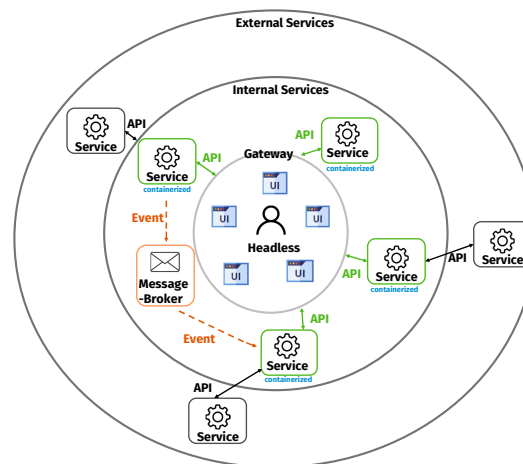 External Services
Internal Services
API
Service
API
Service
containerized
API
Gateway
Service
containerized
UI
UI
UI
Event
Headless
UI
UI
Message
-Broker
API
Service
containerized
API
Service
API
Event
Service
containerized
API
Service